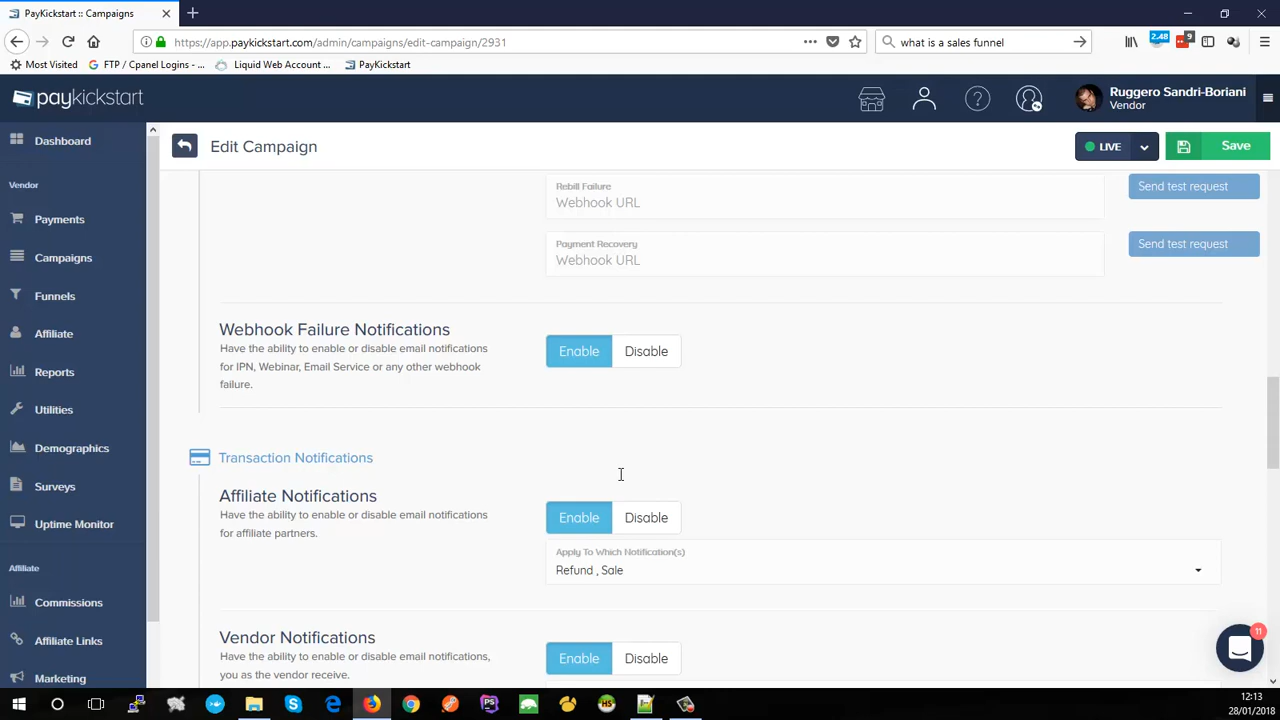 PayKickstart :: Campaigns
https://app.paykickstart.com/admin/campaigns/edit-campaign/2931
what is a sales funnel
2.48
9
Most Visited
FTP / Cpanel Logins - ...
Liquid Web Account ...
PayKickstart
paykickstart
Ruggero Sandri-Boriani
Vendor
Dashboard
Edit Campaign
LIVE
Save
Vendor
Payments
Campaigns
Funnels
Affiliate
Reports
Utilities
Demographics
Surveys
Uptime Monitor
Affiliate
Commissions
Affiliate Links
Marketing
Rebill Failure
Webhook URL
Send test request
Payment Recovery
Webhook URL
Send test request
Webhook Failure Notifications
Have the ability to enable or disable email notifications
for IPN, Webinar, Email Service or any other webhook
failure.
Enable
Disable
Transaction Notifications
Affiliate Notifications
Have the ability to enable or disable email notifications
for affiliate partners.
Enable
Disable
Apply To Which Notification(s)
Refund , Sale
Vendor Notifications
Have the ability to enable or disable email notifications,
you as the vendor receive.
Enable
Disable
11
12:13
28/01/2018